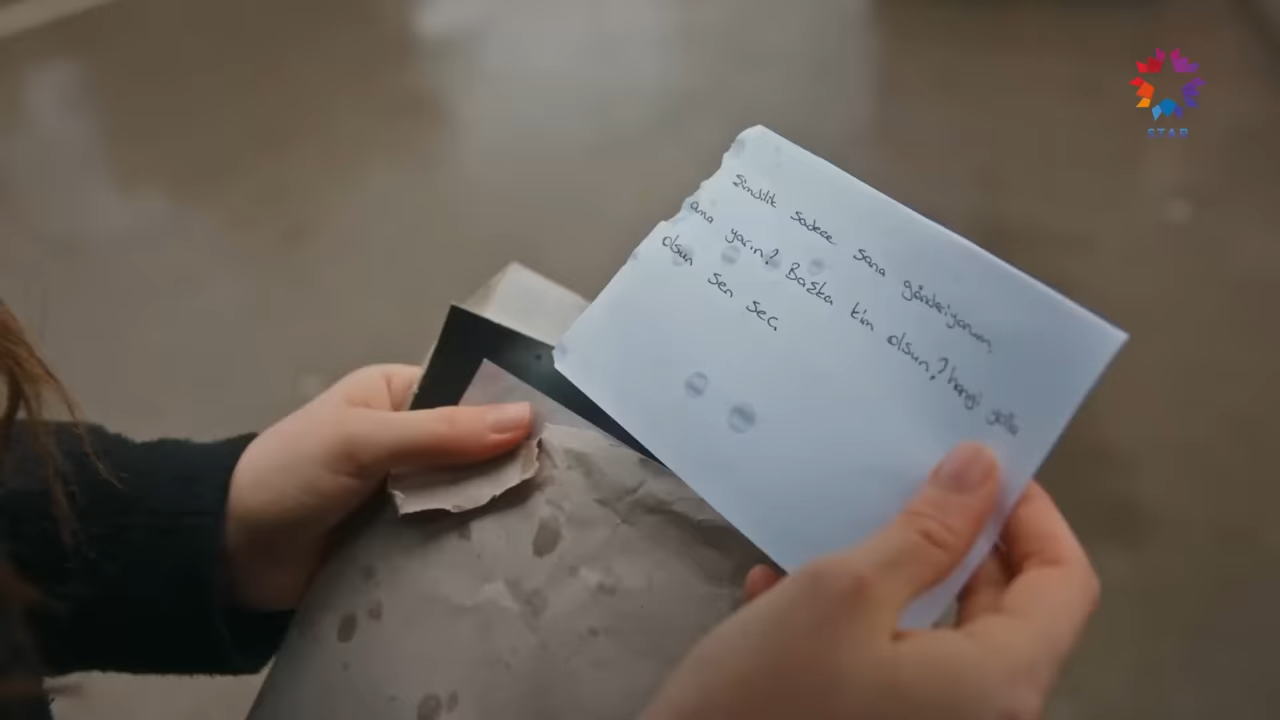 Şimdilik sadece sana gönderiyorum,
ama yarın? Başka kim olsun? hangi yolla
olsun sen seç.
STAR